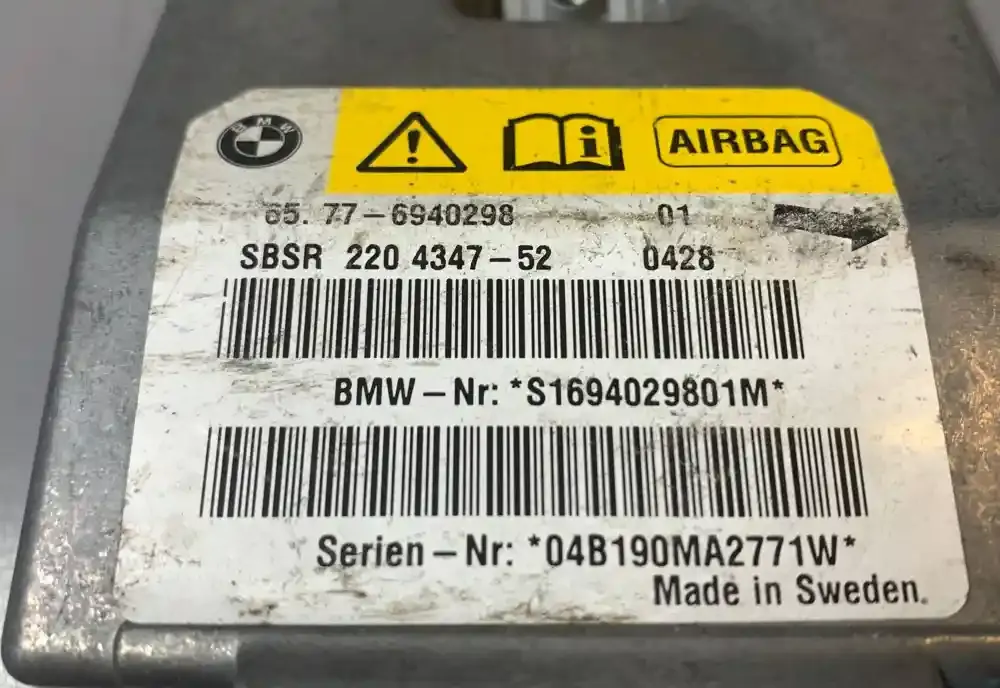 BMW
AIRBAG
65. 77-6940298 01
SBSR 220 4347-52 0428
BMW-Nr: *S1694029801M*
Serien-Nr: *04B190MA2771W*
Made in Sweden.